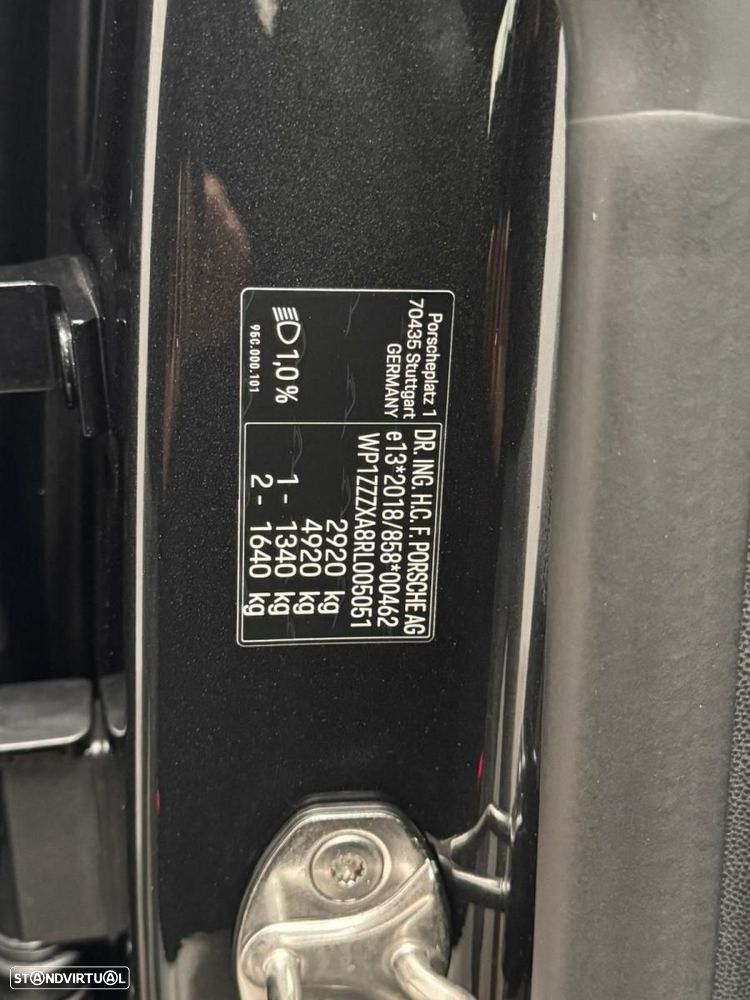 Porscheplatz 1
70435 Stuttgart
GERMANY
1,0 %
95C.000.101
DR. ING. H.C. F. PORSCHE AG
e13*2018/858*00462
WP1ZZZXA8RL005051
2920 kg
4920 kg
1 - 1340 kg
2 - 1640 kg
STANDVIRTUAL